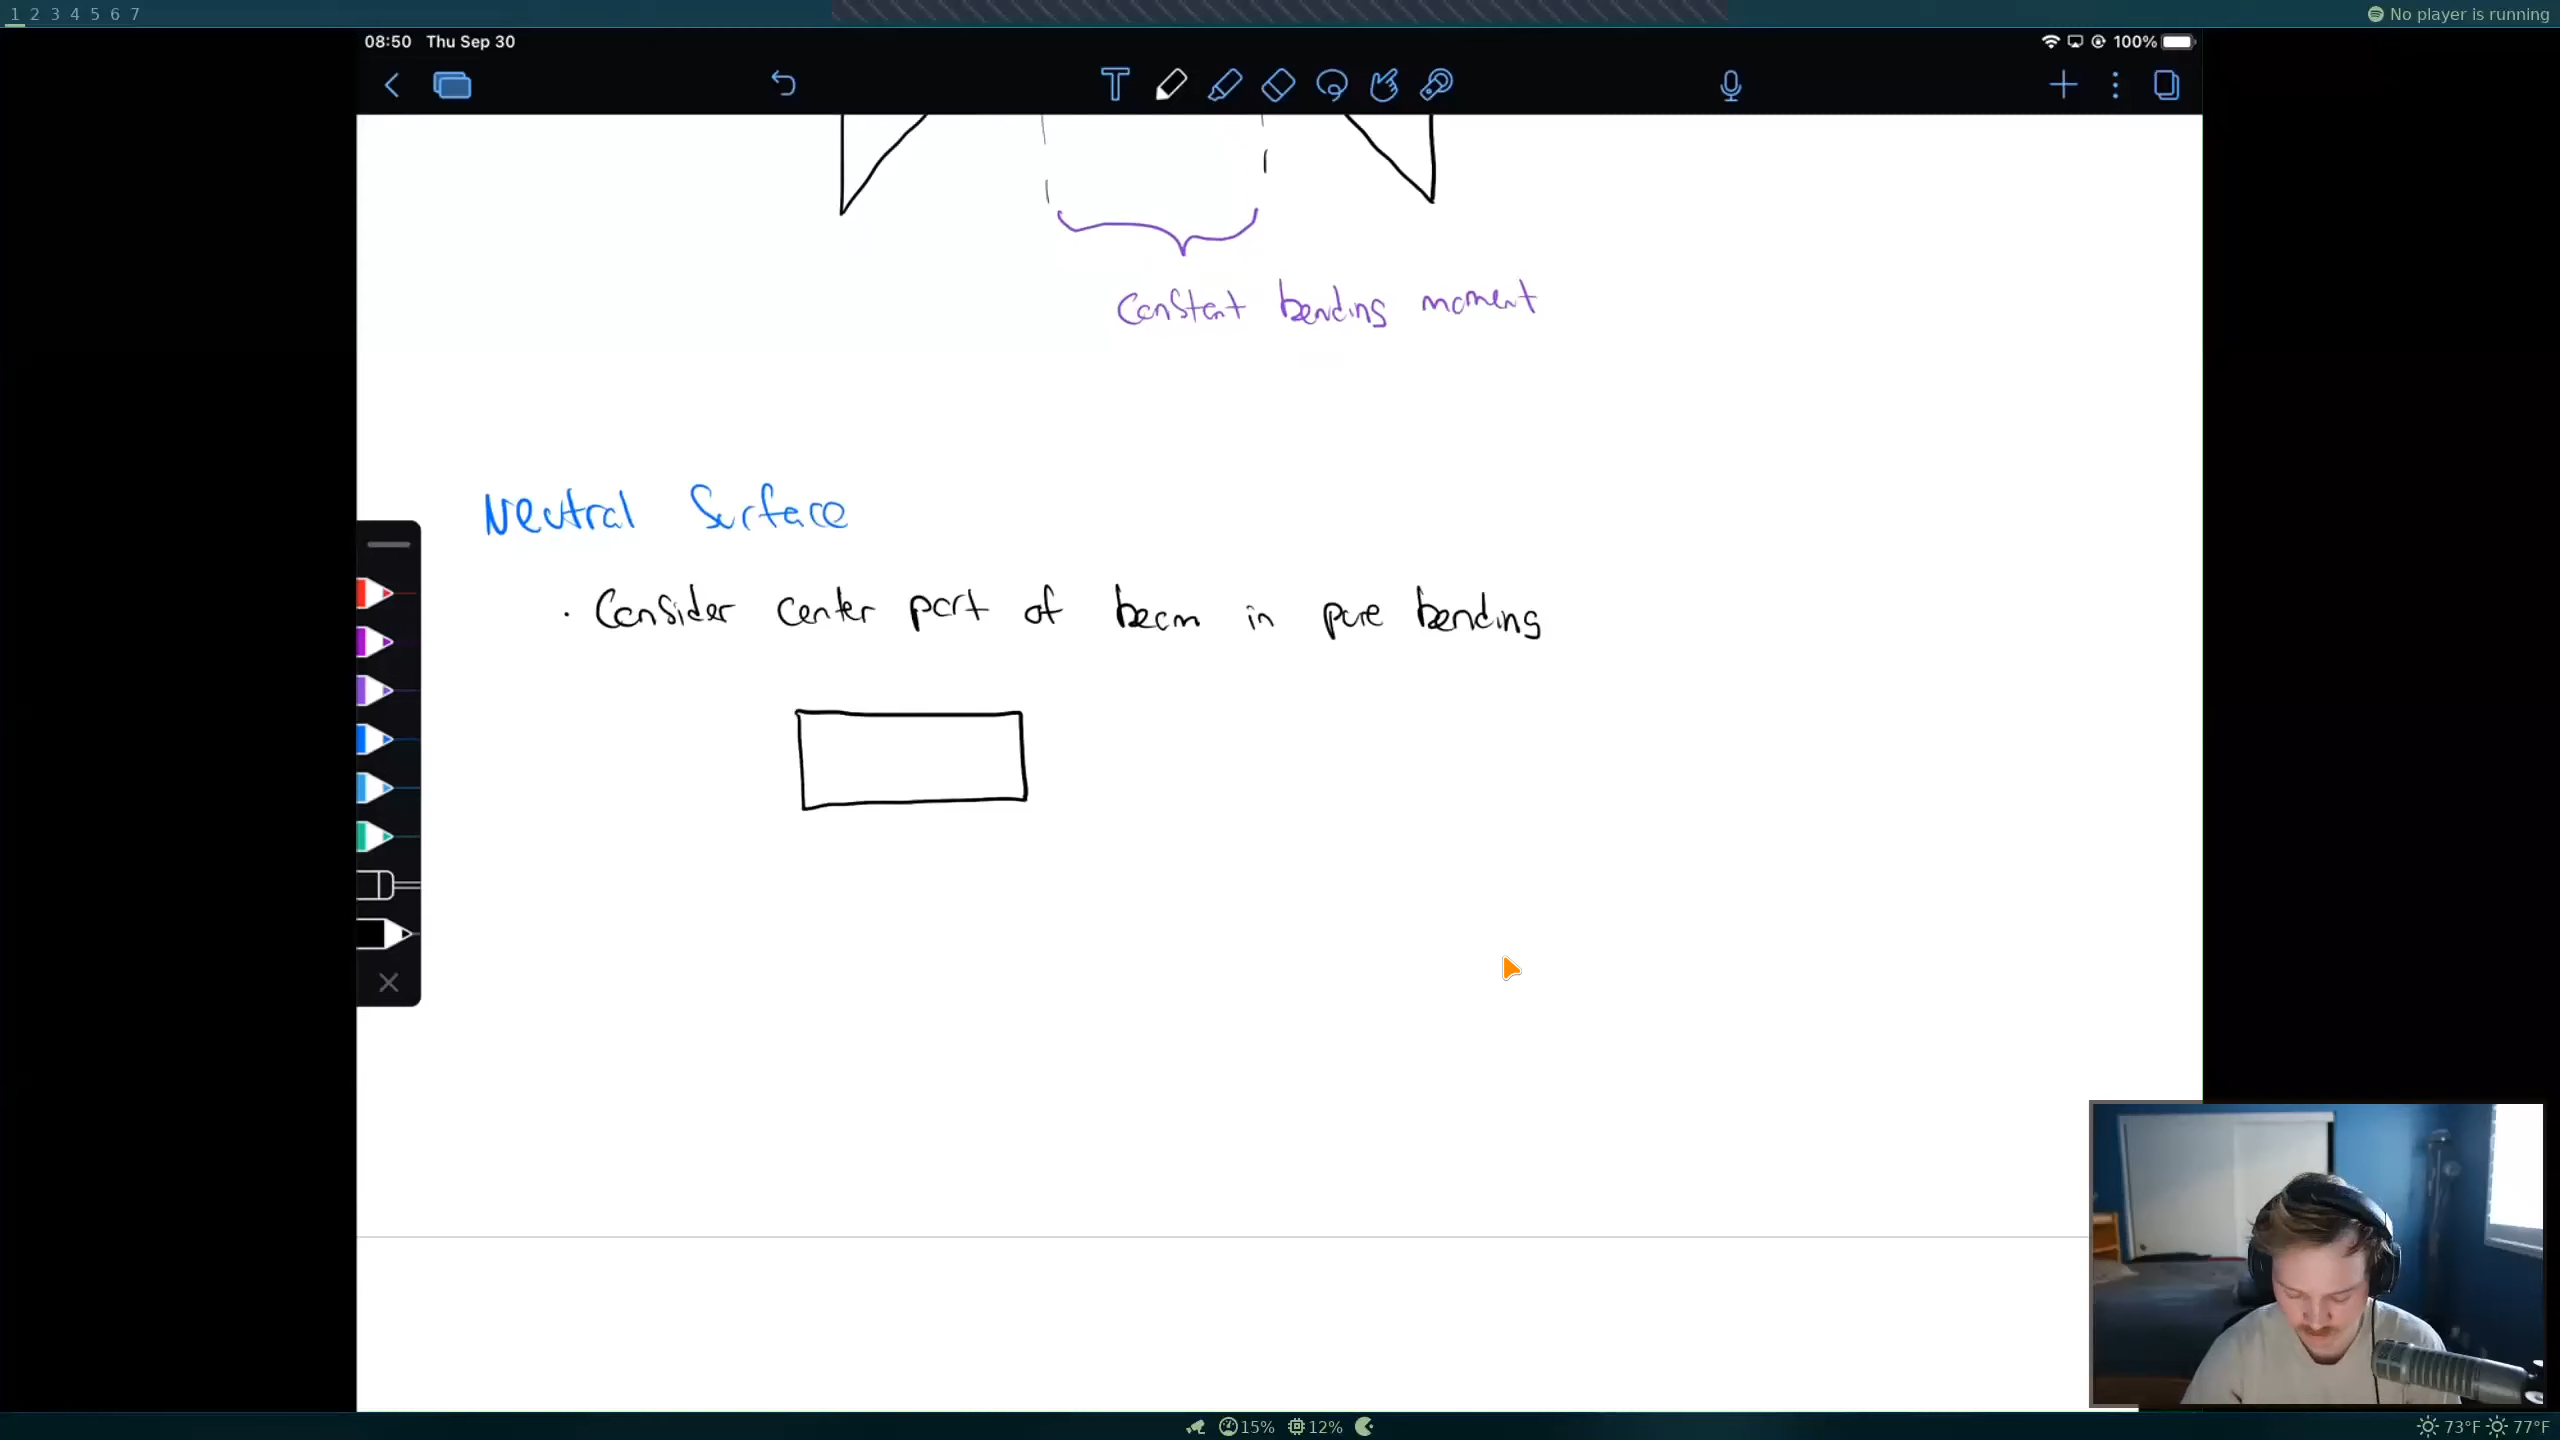 1 2 3 4 5 6 7
No player is running
08:50 Thu Sep 30
100%
T
Constant bending moment
Neutral Surface
· Consider center part of beam in pure bending
15% 12%
73°F 77°F